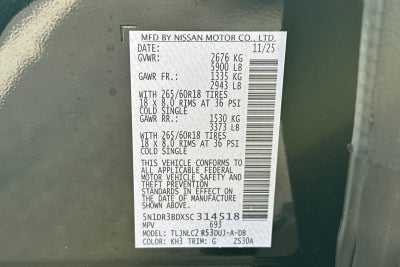 MFD BY NISSAN MOTOR CO., LTD.
DATE: 11/25
GVWR: 2676 KG
5900 LB
GAWR FR.: 1335 KG
2943 LB
WITH 265/60R18 TIRES
18 X 8.0 RIMS AT 36 PSI
COLD SINGLE
GAWR RR.: 1530 KG
3373 LB
WITH 265/60R18 TIRES
18 X 8.0 RIMS AT 36 PSI
COLD SINGLE
THIS VEHICLE CONFORMS TO
ALL APPLICABLE FEDERAL
MOTOR VEHICLE SAFETY AND
THEFT PREVENTION
STANDARDS IN EFFECT ON
THE DATE OF MANUFACTURE
SHOWN ABOVE.
5N1DR3BDXSC314518
MPV 693
MODEL: TLJNLC2 R53DUJ-A-DB
COLOR: KH3 TRIM: G ZS30A